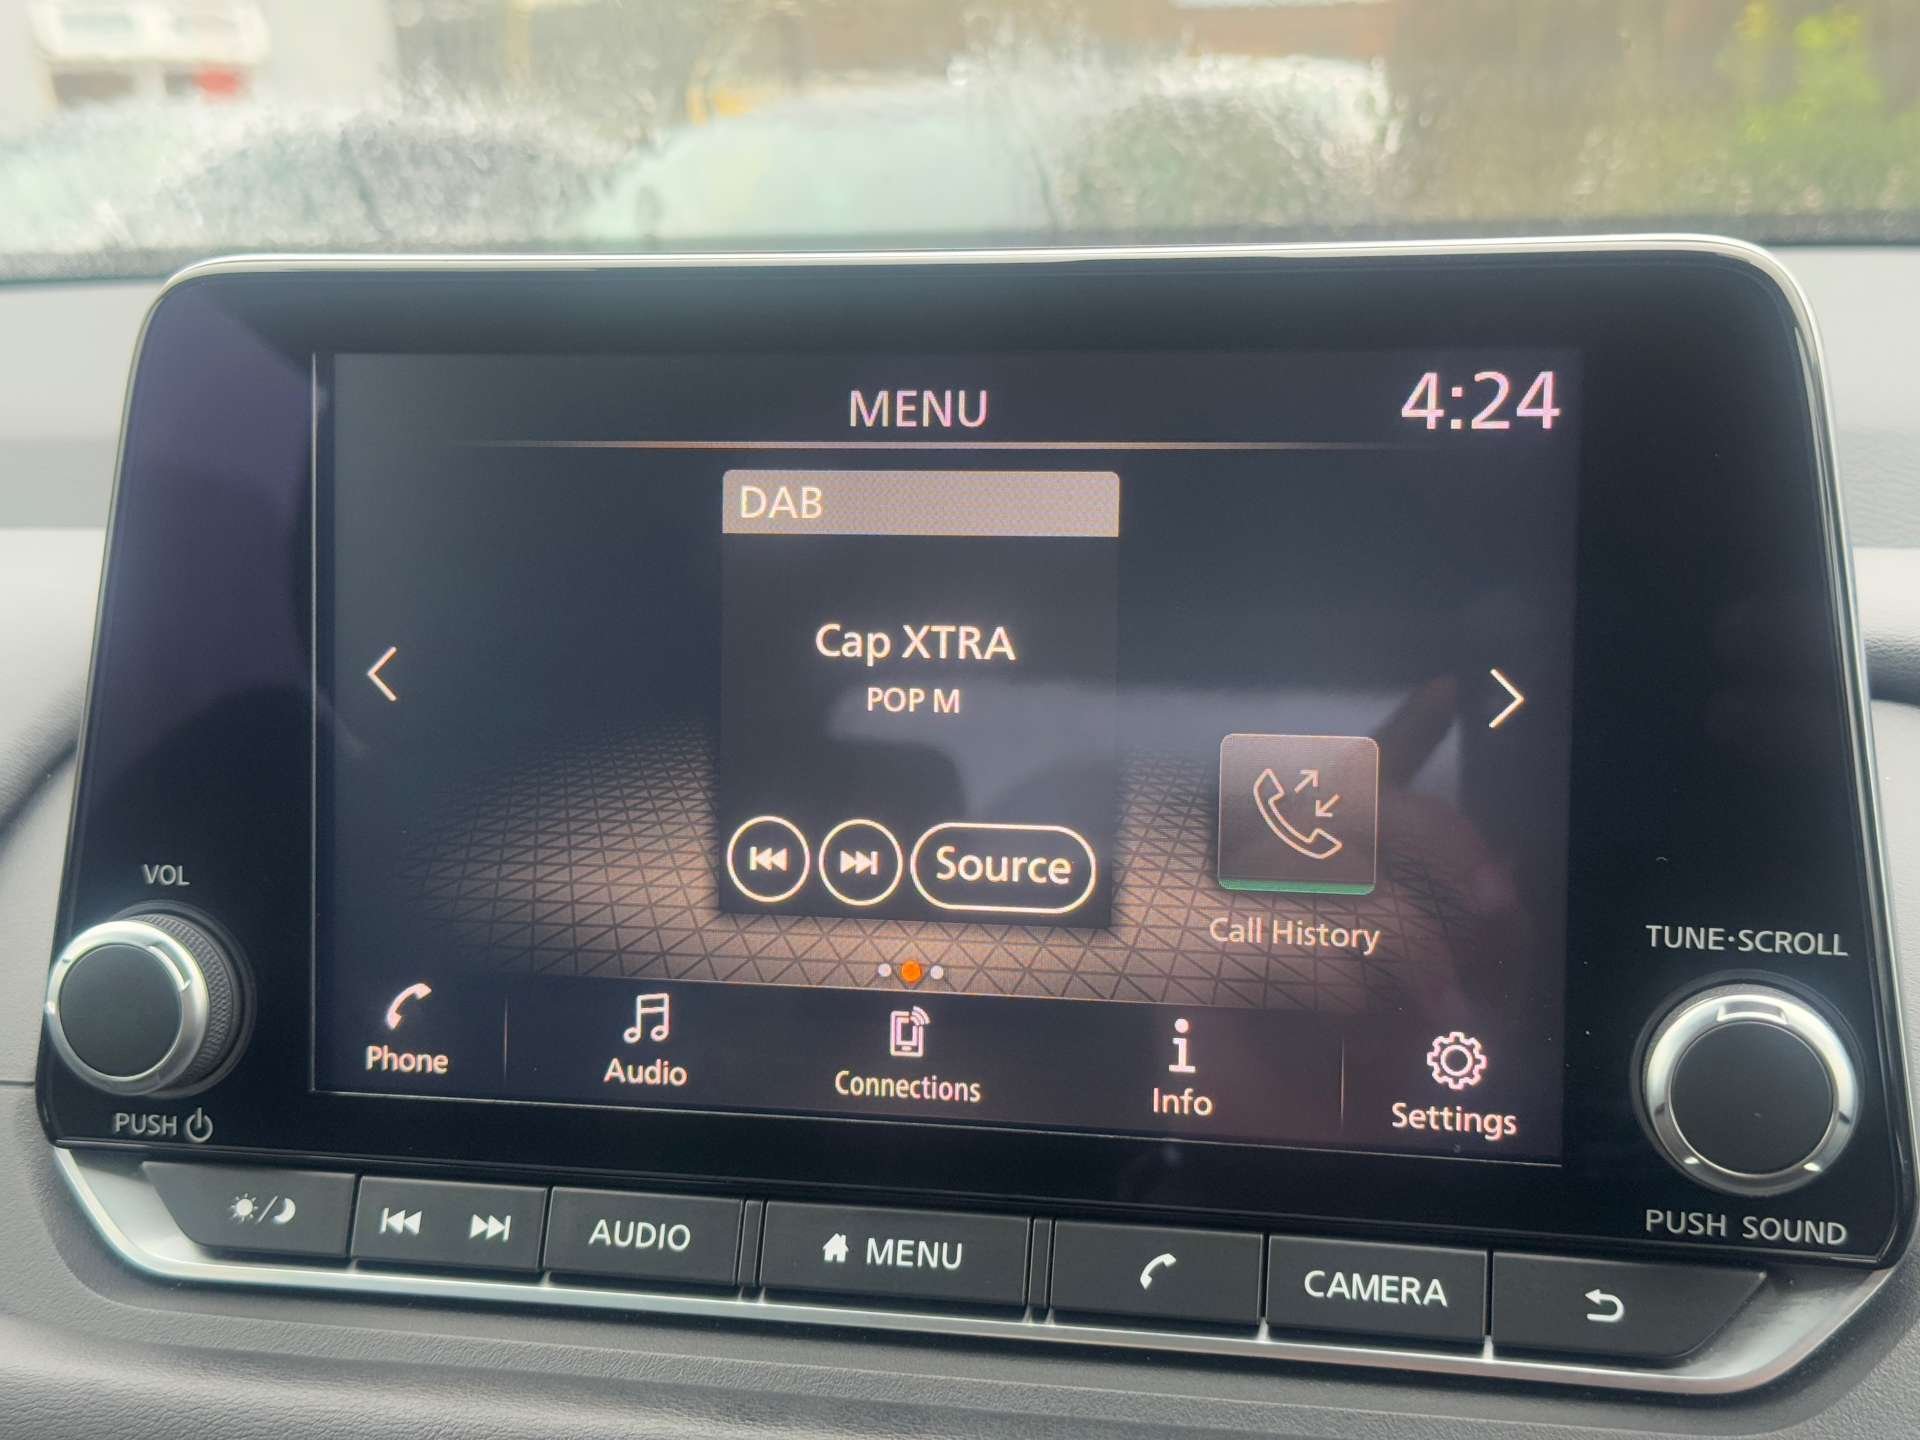 MENU
4:24
DAB
Cap XTRA
POP M
Source
Call History
Phone
Audio
Connections
Info
Settings
VOL
PUSH
TUNE·SCROLL
PUSH SOUND
AUDIO
MENU
CAMERA